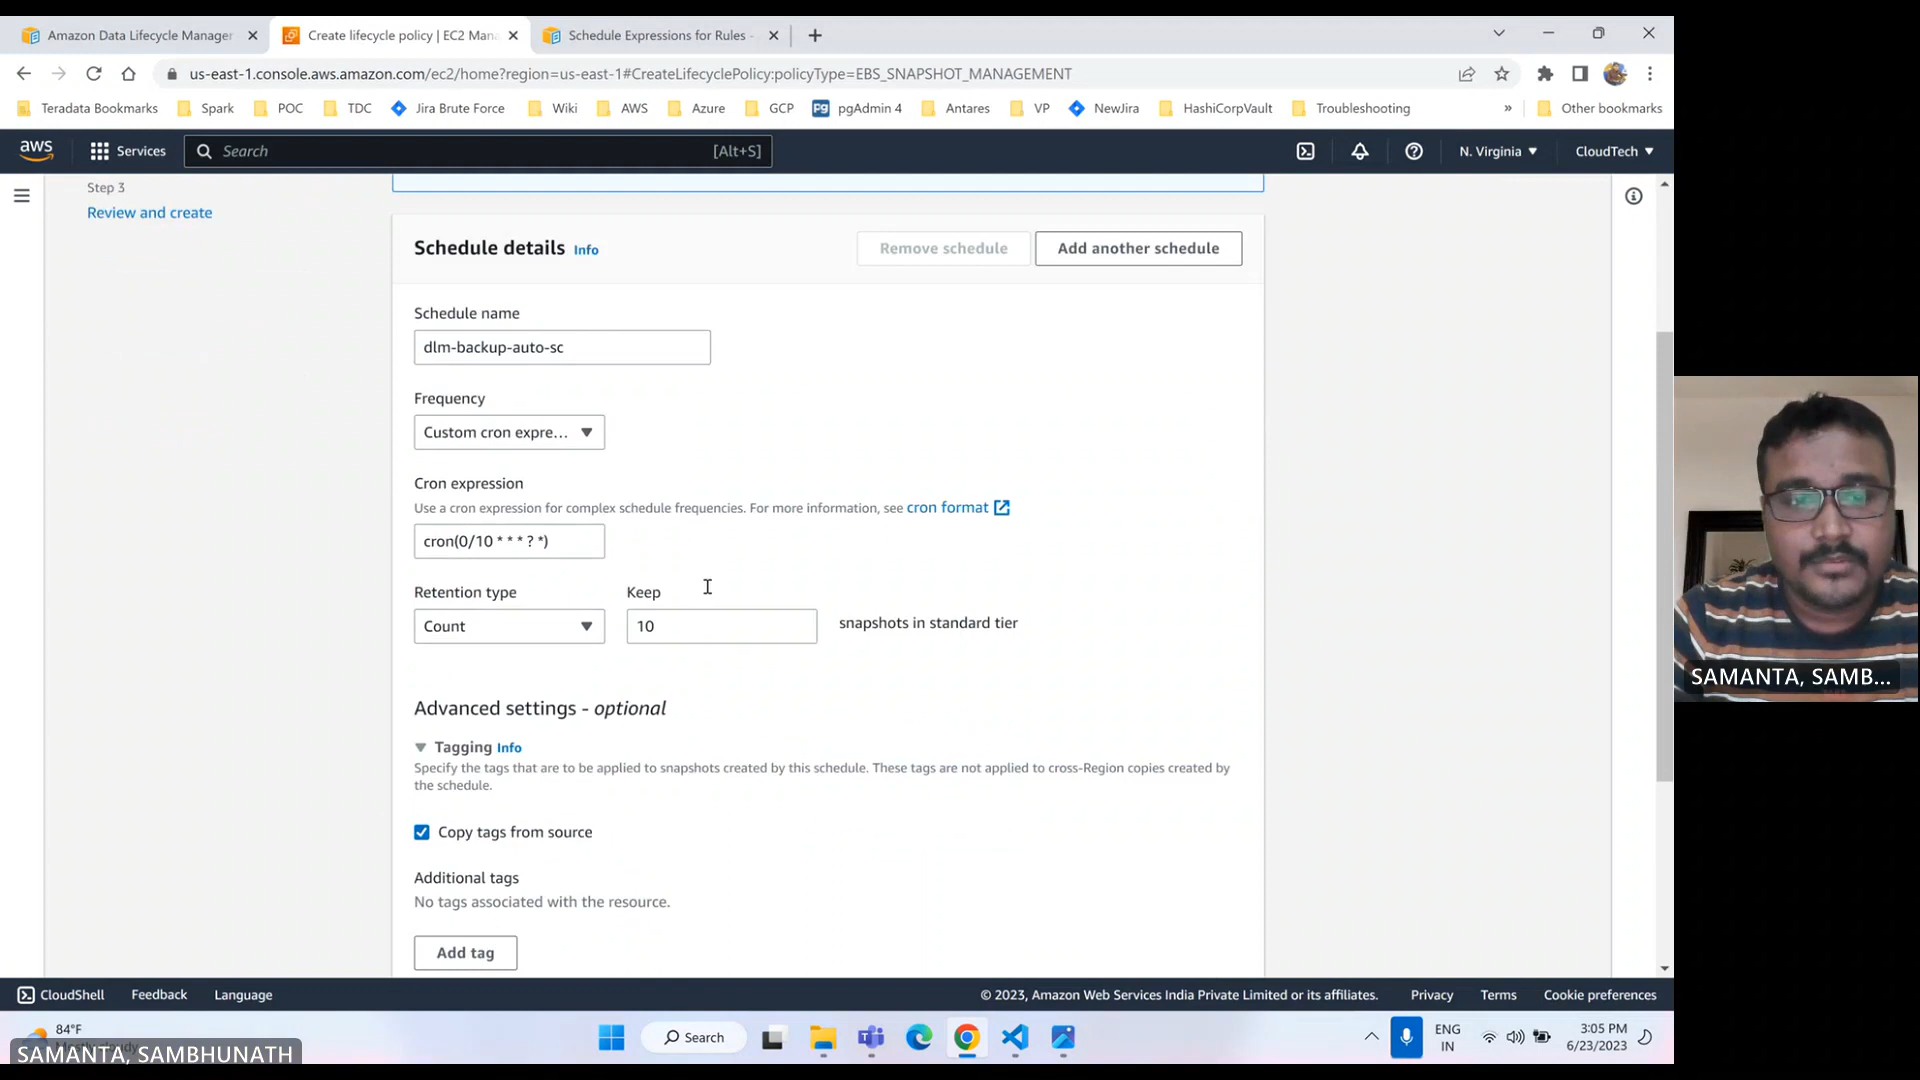 Amazon Data Lifecycle Manager
Create lifecycle policy | EC2 Man
Schedule Expressions for Rules -
us-east-1.console.aws.amazon.com/ec2/home?region=us-east-1#CreateLifecyclePolicy:policyType=EBS_SNAPSHOT_MANAGEMENT
Teradata Bookmarks Spark POC TDC Jira Brute Force Wiki AWS Azure GCP Pg pgAdmin 4 Antares VP NewJira HashiCorpVault Troubleshooting » Other bookmarks
aws Services Search [Alt+S] N. Virginia CloudTech
Step 3
Review and create
Schedule details Info Remove schedule Add another schedule
Schedule name
dlm-backup-auto-sc
Frequency
Custom cron expre...
Cron expression
Use a cron expression for complex schedule frequencies. For more information, see cron format
cron(0/10 * * * ? *)
Retention type Keep
Count 10 snapshots in standard tier
Advanced settings - optional
Tagging Info
Specify the tags that are to be applied to snapshots created by this schedule. These tags are not applied to cross-Region copies created by
the schedule.
Copy tags from source
Additional tags
No tags associated with the resource.
Add tag
SAMANTA, SAMB...
CloudShell Feedback Language © 2023, Amazon Web Services India Private Limited or its affiliates. Privacy Terms Cookie preferences
84°F
Search
ENG
IN
3:05 PM
6/23/2023
SAMANTA, SAMBHUNATH